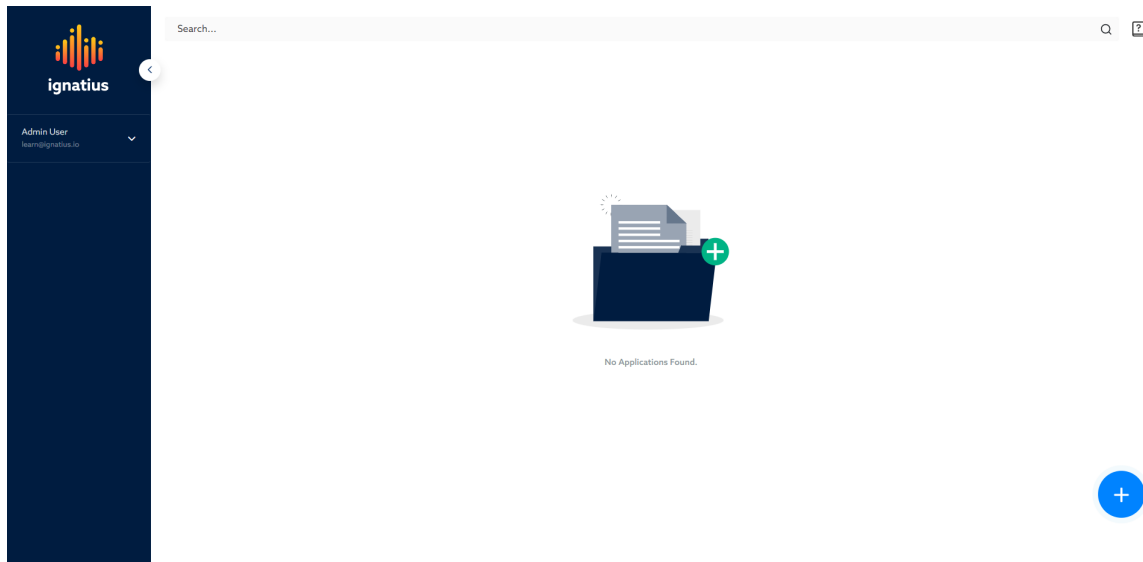 ignatius
Admin User
learn@ignatius.io
Search...
No Applications Found.